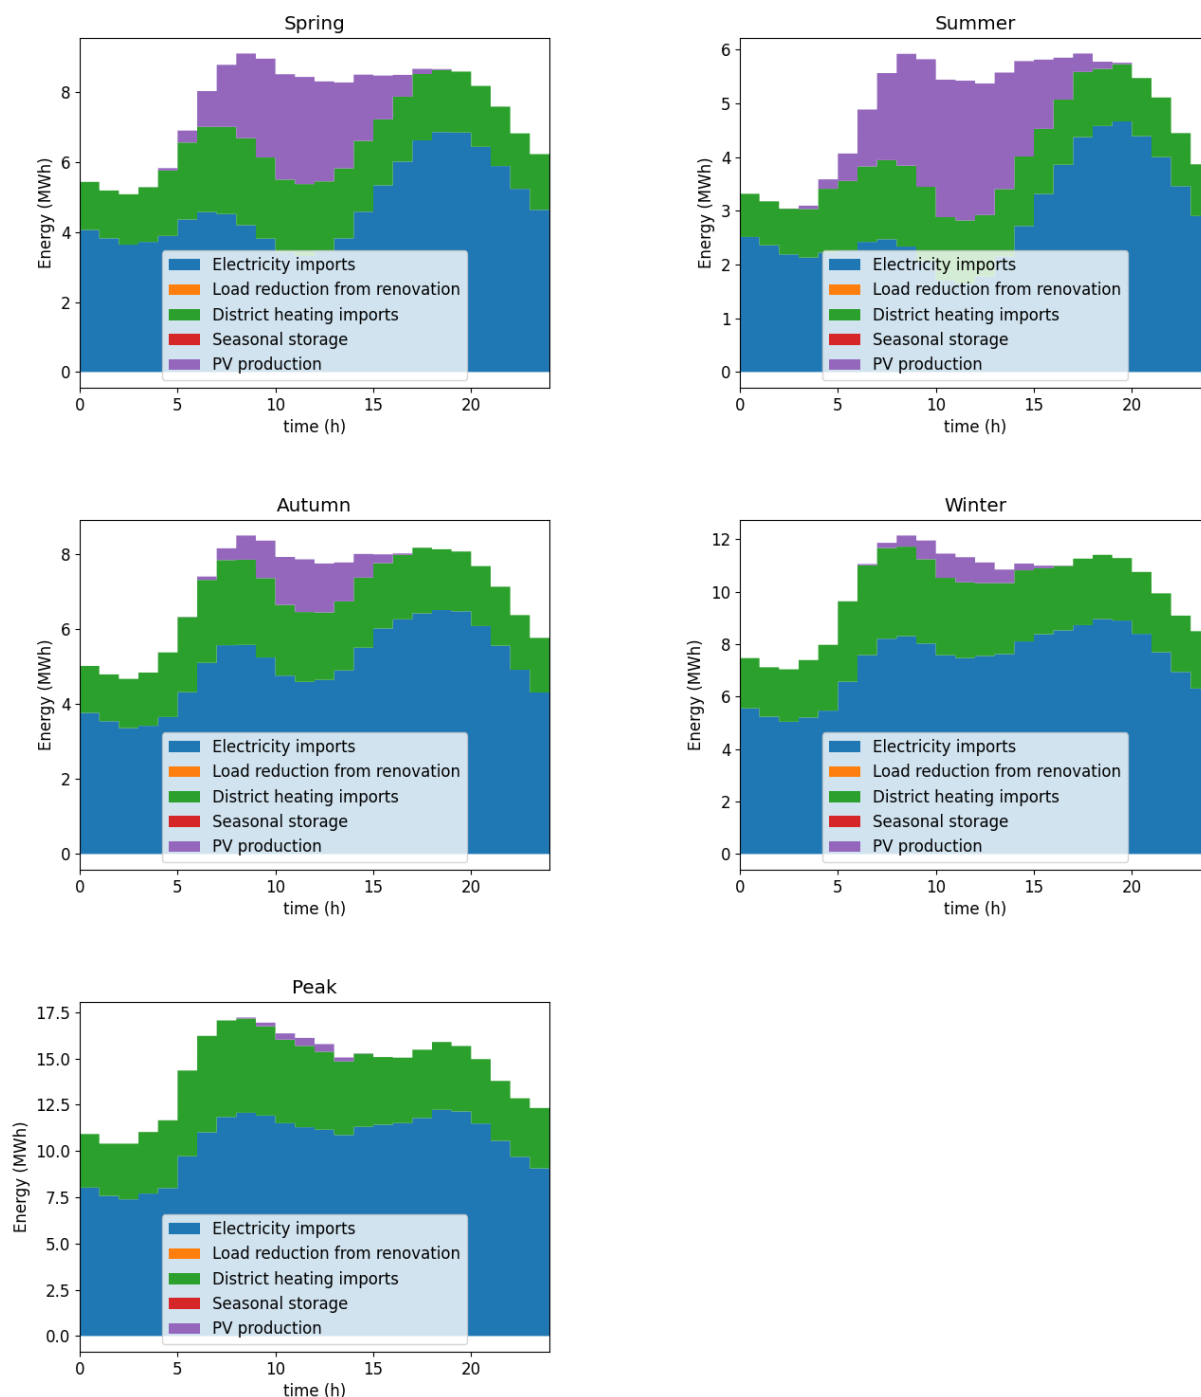 Spring
Energy (MWh)
8
6
4
2
0
Electricity imports
Load reduction from renovation
District heating imports
Seasonal storage
PV production
0 5 10 15 20
time (h)
Summer
Energy (MWh)
6
5
4
3
2
1
0
Electricity imports
Load reduction from renovation
District heating imports
Seasonal storage
PV production
0 5 10 15 20
time (h)
Autumn
Energy (MWh)
8
6
4
2
0
Electricity imports
Load reduction from renovation
District heating imports
Seasonal storage
PV production
0 5 10 15 20
time (h)
Winter
Energy (MWh)
12
10
8
6
4
2
0
Electricity imports
Load reduction from renovation
District heating imports
Seasonal storage
PV production
0 5 10 15 20
time (h)
Peak
Energy (MWh)
17.5
15.0
12.5
10.0
7.5
5.0
2.5
0.0
Electricity imports
Load reduction from renovation
District heating imports
Seasonal storage
PV production
0 5 10 15 20
time (h)